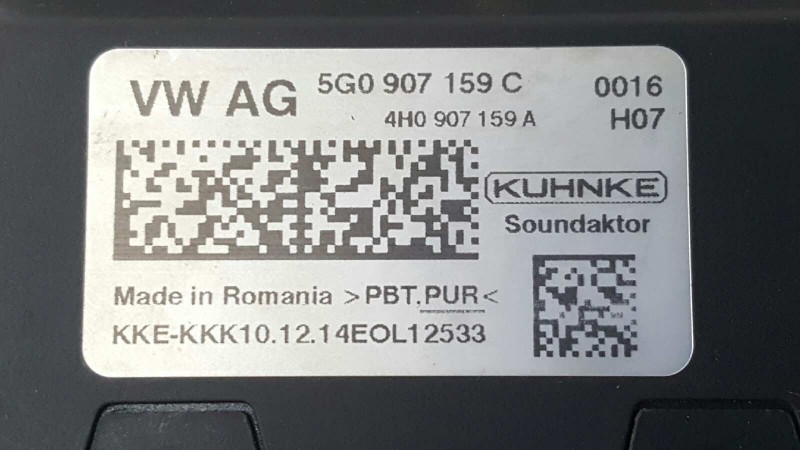 VW AG 5G0 907 159 C 0016
4H0 907 159 A H07
KUHNKE
Soundaktor
Made in Romania >PBT,PUR<
KKE-KKK10.12.14EOL12533